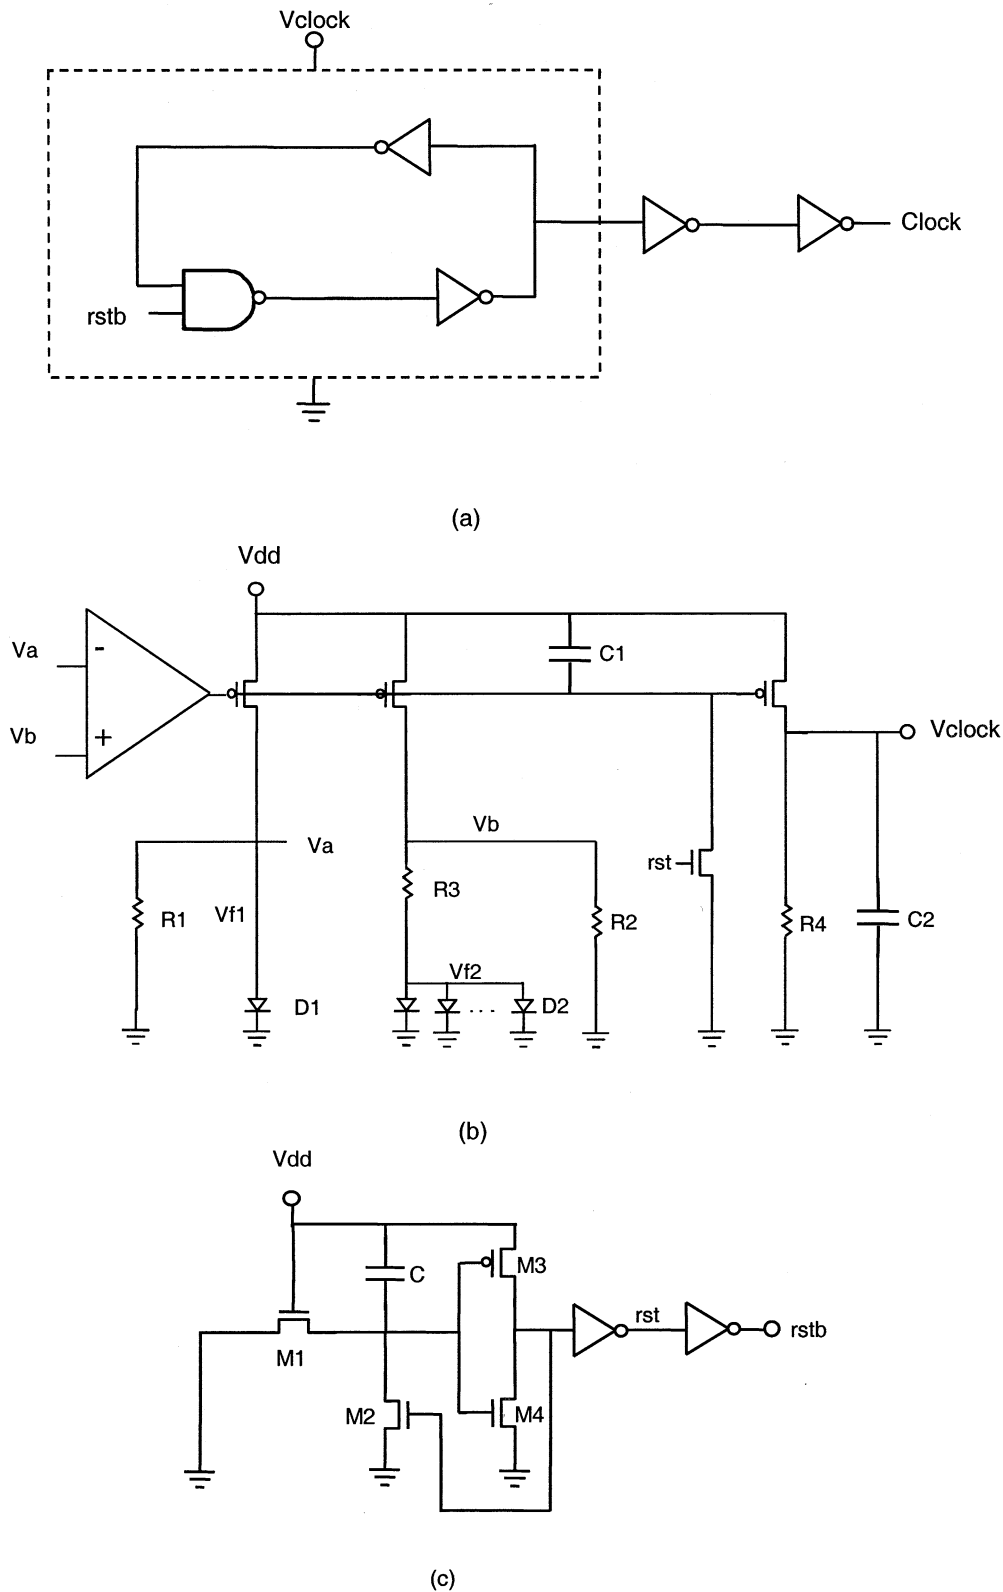 Vclock
Clock
rstb
(a)
Vdd
Va
-
C1
Vb
+
Vclock
Va
Vb
rst
R1
Vf1
R3
R2
R4
C2
Vf2
D1
...
D2
(b)
Vdd
M3
C
rst
rstb
M1
M2
M4
(c)